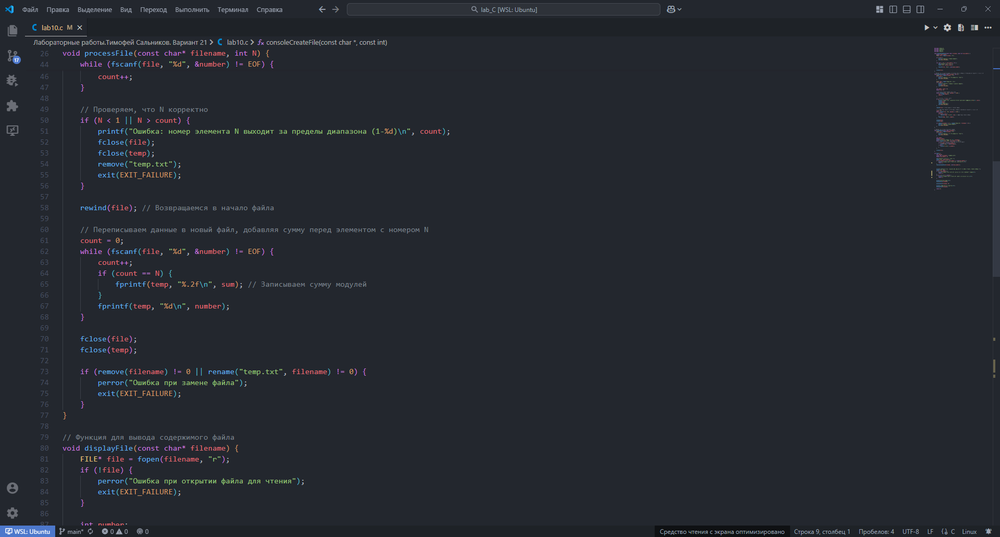 Файл Правка Выделение Вид Переход Выполнить Терминал Справка
lab_C [WSL: Ubuntu]
lab10.c M
Лабораторные работы.Тимофей Сальников. Вариант 21 > lab10.c > consoleCreateFile(const char *, const int)
26 void processFile(const char* filename, int N) {
44 while (fscanf(file, "%d", &number) != EOF) {
46 count++;
47 }
48
49 // Проверяем, что N корректно
50 if (N < 1 || N > count) {
51 printf("Ошибка: номер элемента N выходит за пределы диапазона (1-%d)\n", count);
52 fclose(file);
53 fclose(temp);
54 remove("temp.txt");
55 exit(EXIT_FAILURE);
56 }
57
58 rewind(file); // Возвращаемся в начало файла
59
60 // Переписываем данные в новый файл, добавляя сумму перед элементом с номером N
61 count = 0;
62 while (fscanf(file, "%d", &number) != EOF) {
63 count++;
64 if (count == N) {
65 fprintf(temp, "%.2f\n", sum); // Записываем сумму модулей
66 }
67 fprintf(temp, "%d\n", number);
68 }
69
70 fclose(file);
71 fclose(temp);
72
73 if (remove(filename) != 0 || rename("temp.txt", filename) != 0) {
74 perror("Ошибка при замене файла");
75 exit(EXIT_FAILURE);
76 }
77 }
78
79 // Функция для вывода содержимого файла
80 void displayFile(const char* filename) {
81 FILE* file = fopen(filename, "r");
82 if (!file) {
83 perror("Ошибка при открытии файла для чтения");
84 exit(EXIT_FAILURE);
85 }
86
87 int number;
17
WSL: Ubuntu main* 0 0 0 Средство чтения с экрана оптимизировано Строка 9, столбец 1 Пробелов: 4 UTF-8 LF {} C Linux